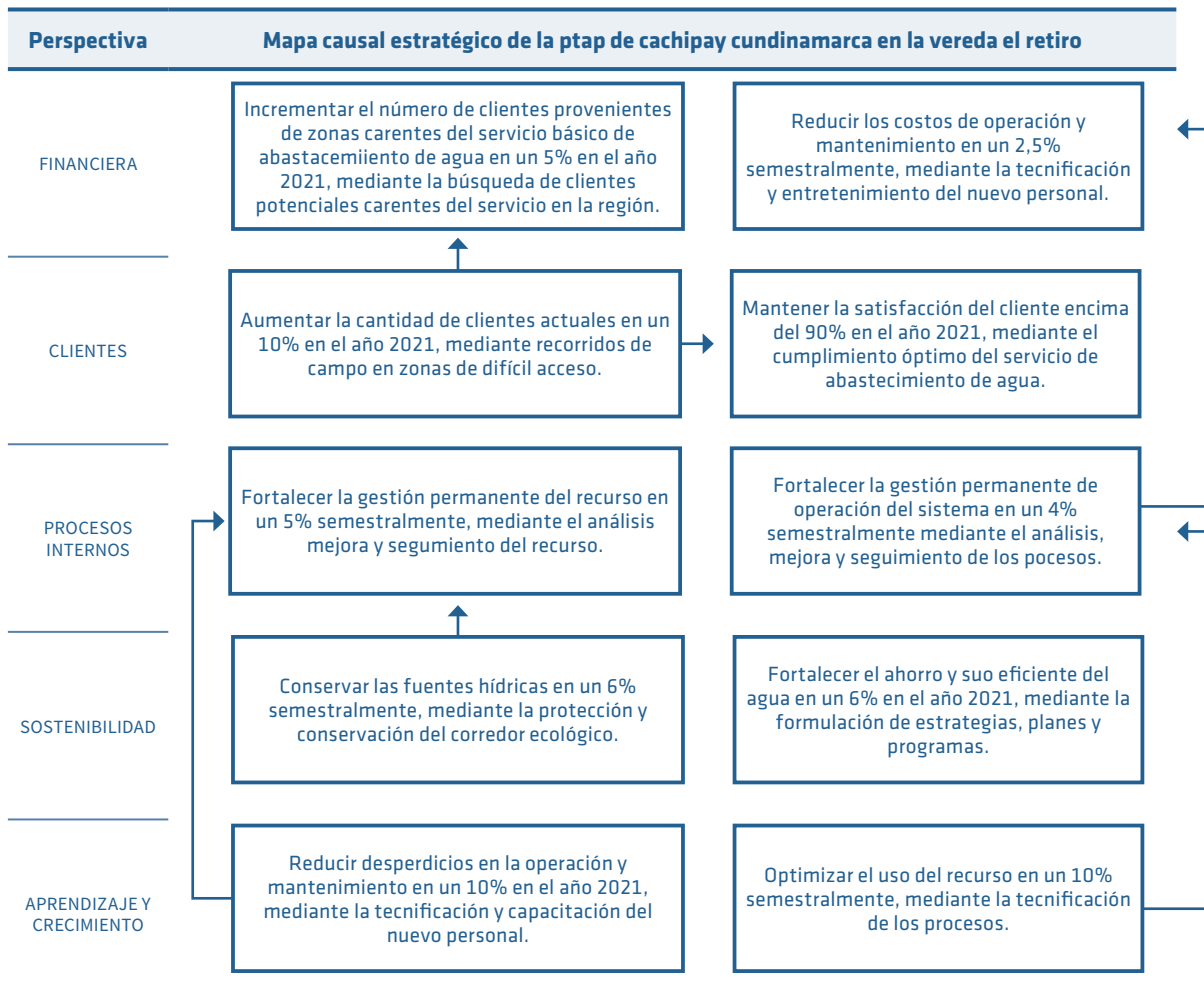 Perspectiva
Mapa causal estratégico de la ptap de cachipay cundinamarca en la vereda el retiro
FINANCIERA
Incrementar el número de clientes provenientes
de zonas carentes del servicio básico de
abastacemiiento de agua en un 5% en el año
2021, mediante la búsqueda de clientes
potenciales carentes del servicio en la región.
Reducir los costos de operación y
mantenimiento en un 2,5%
semestralmente, mediante la tecnificación
y entretenimiento del nuevo personal.
CLIENTES
Aumentar la cantidad de clientes actuales en un
10% en el año 2021, mediante recorridos de
campo en zonas de difícil acceso.
Mantener la satisfacción del cliente encima
del 90% en el año 2021, mediante el
cumplimiento óptimo del servicio de
abastecimiento de agua.
PROCESOS
INTERNOS
Fortalecer la gestión permanente del recurso en
un 5% semestralmente, mediante el análisis
mejora y segumiento del recurso.
Fortalecer la gestión permanente de
operación del sistema en un 4%
semestralmente mediante el análisis,
mejora y seguimiento de los pocesos.
SOSTENIBILIDAD
Conservar las fuentes hídricas en un 6%
semestralmente, mediante la protección y
conservación del corredor ecológico.
Fortalecer el ahorro y suo eficiente del
agua en un 6% en el año 2021, mediante la
formulación de estrategias, planes y
programas.
APRENDIZAJE Y
CRECIMIENTO
Reducir desperdicios en la operación y
mantenimiento en un 10% en el año 2021,
mediante la tecnificación y capacitación del
nuevo personal.
Optimizar el uso del recurso en un 10%
semestralmente, mediante la tecnificación
de los procesos.